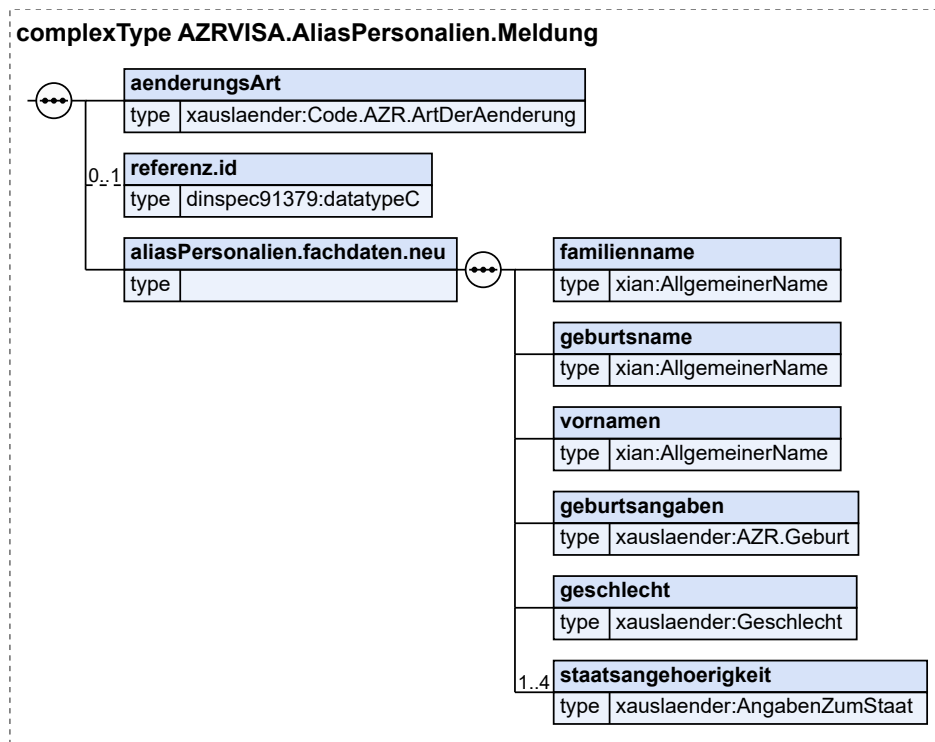 complexType AZRVISA.AliasPersonalien.Meldung
aenderungsArt
type xauslaender:Code.AZR.ArtDerAenderung
0..1
referenz.id
type dinspec91379:datatypeC
aliasPersonalien.fachdaten.neu
type
familienname
type xian:AllgemeinerName
geburtsname
type xian:AllgemeinerName
vornamen
type xian:AllgemeinerName
geburtsangaben
type xauslaender:AZR.Geburt
geschlecht
type xauslaender:Geschlecht
1..4
staatsangehoerigkeit
type xauslaender:AngabenZumStaat